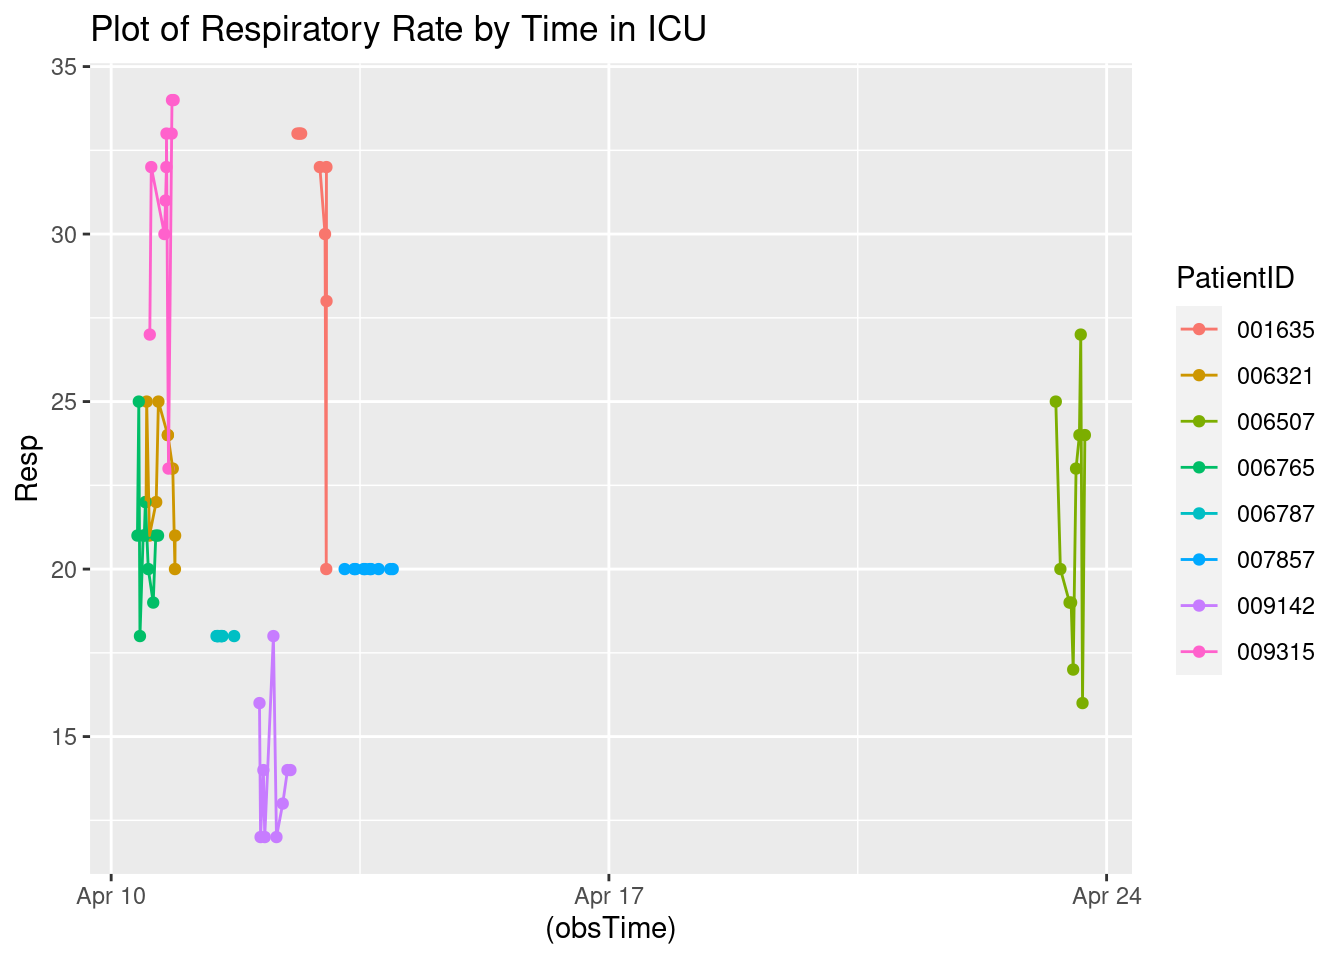 Plot of Respiratory Rate by Time in ICU
35
30
25
20
15
Resp
Apr 10
Apr 17
Apr 24
(obsTime)
PatientID
001635
006321
006507
006765
006787
007857
009142
009315